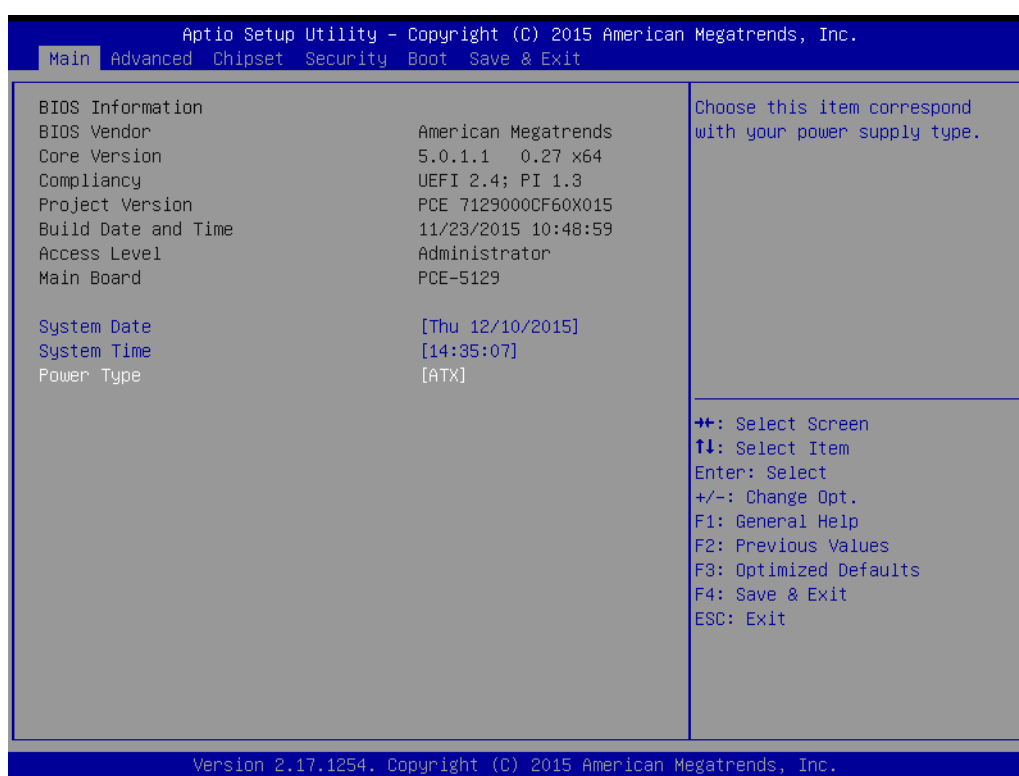 Aptio Setup Utility – Copyright (C) 2015 American Megatrends, Inc.
Main Advanced Chipset Security Boot Save & Exit
BIOS Information
BIOS Vendor American Megatrends
Core Version 5.0.1.1 0.27 x64
Compliancy UEFI 2.4; PI 1.3
Project Version PCE 7129000CF60X015
Build Date and Time 11/23/2015 10:48:59
Access Level Administrator
Main Board PCE-5129
System Date [Thu 12/10/2015]
System Time [14:35:07]
Power Type [ATX]
Choose this item correspond
with your power supply type.
→←: Select Screen
↑↓: Select Item
Enter: Select
+/-: Change Opt.
F1: General Help
F2: Previous Values
F3: Optimized Defaults
F4: Save & Exit
ESC: Exit
Version 2.17.1254. Copyright (C) 2015 American Megatrends, Inc.